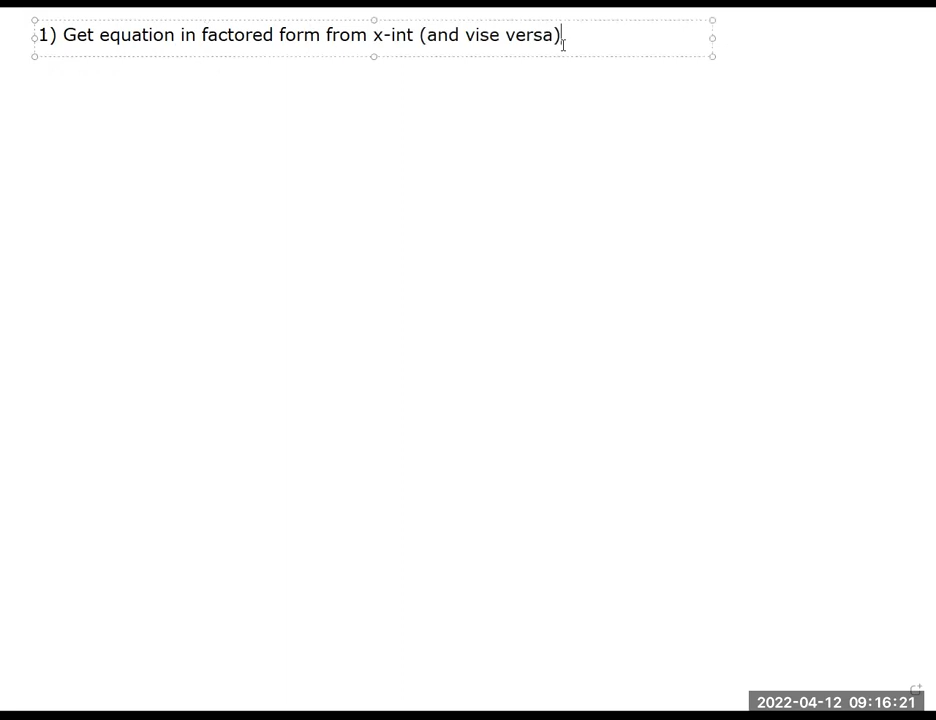 1) Get equation in factored form from x-int (and vise versa)
2022-04-12 09:16:21